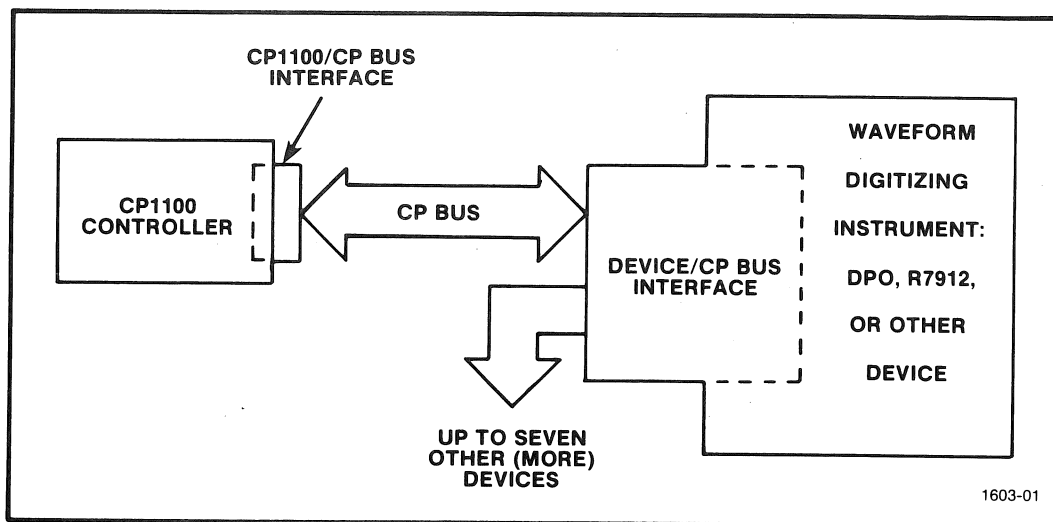 CP1100/CP BUS
INTERFACE
CP1100
CONTROLLER
CP BUS
DEVICE/CP BUS
INTERFACE
WAVEFORM
DIGITIZING
INSTRUMENT:
DPO, R7912,
OR OTHER
DEVICE
UP TO SEVEN
OTHER (MORE)
DEVICES
1603-01